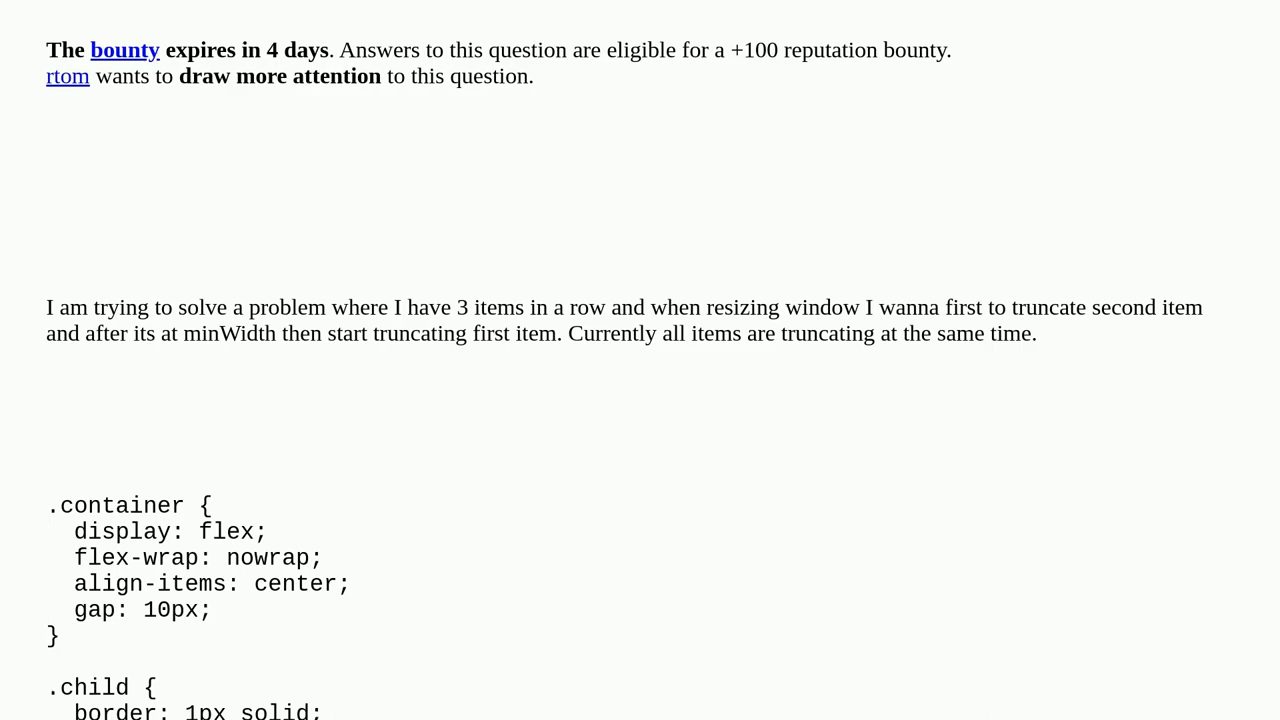 The bounty expires in 4 days. Answers to this question are eligible for a +100 reputation bounty.
rtom wants to draw more attention to this question.
I am trying to solve a problem where I have 3 items in a row and when resizing window I wanna first to truncate second item
and after its at minWidth then start truncating first item. Currently all items are truncating at the same time.
.container {
  display: flex;
  flex-wrap: nowrap;
  align-items: center;
  gap: 10px;
}
.child {
  border: 1px solid;